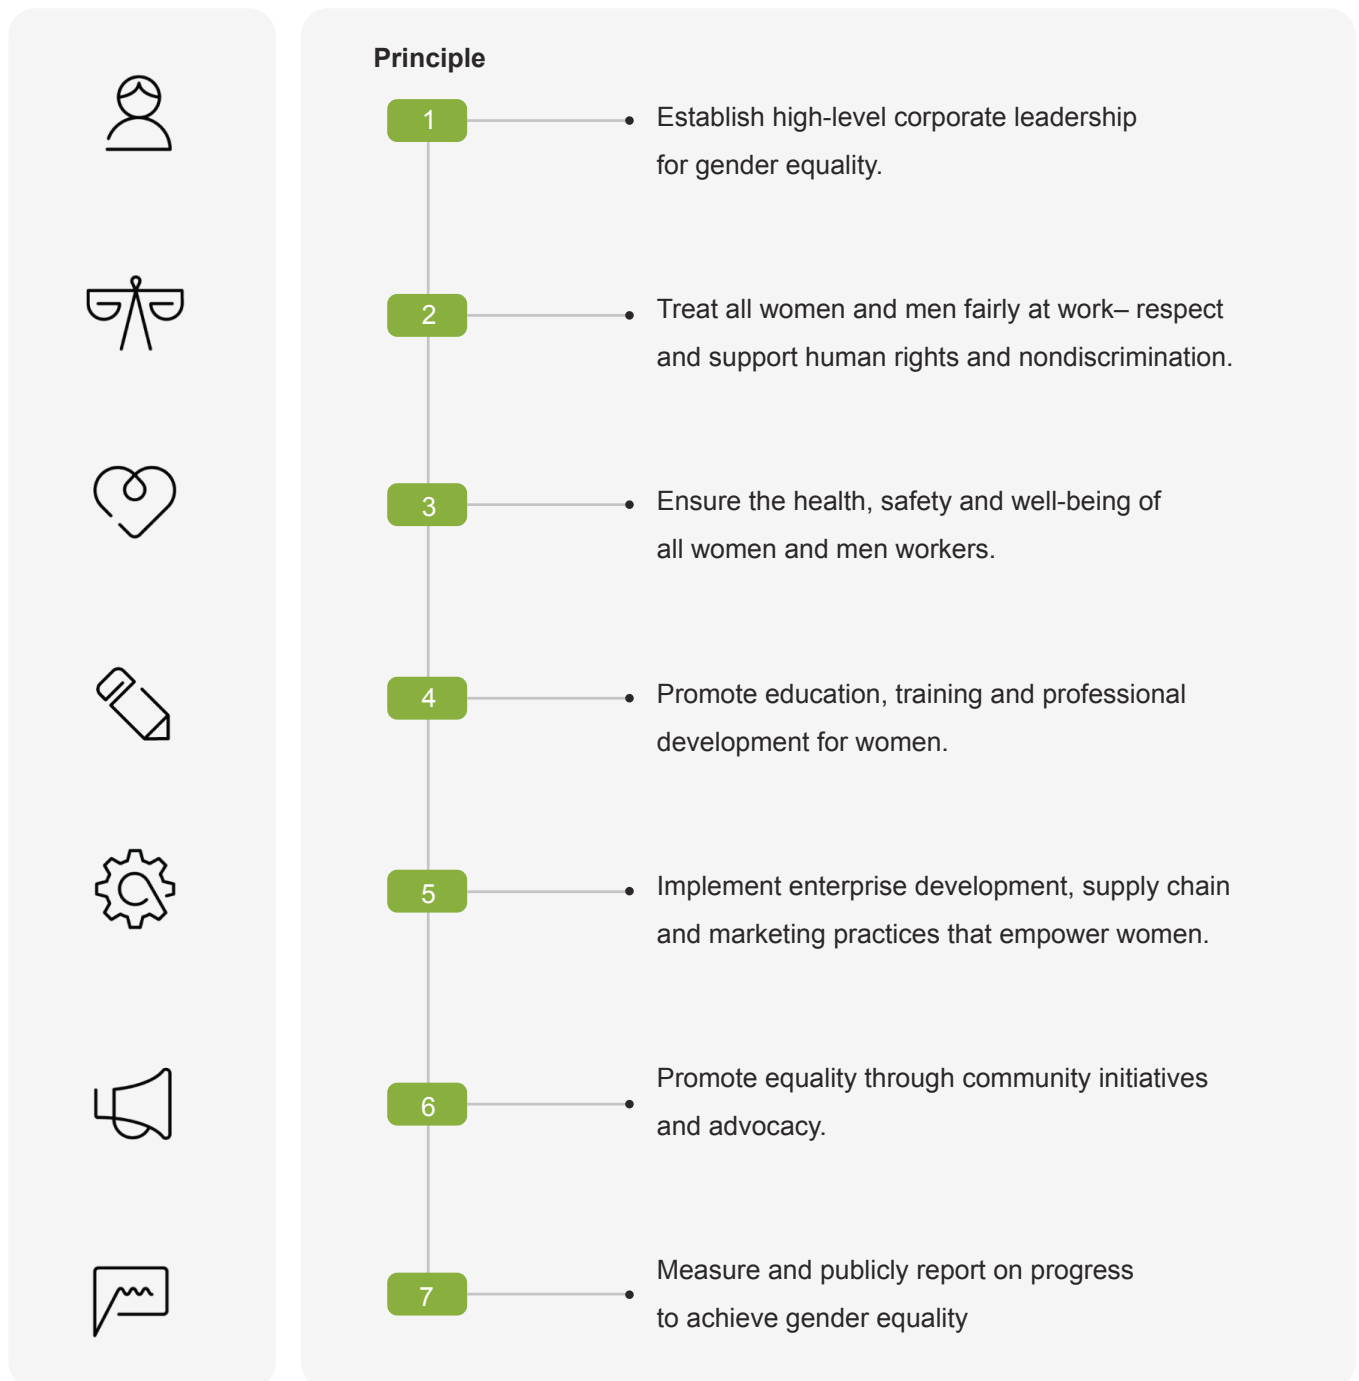 Principle
1
Establish high-level corporate leadership
for gender equality.
2
Treat all women and men fairly at work– respect
and support human rights and nondiscrimination.
3
Ensure the health, safety and well-being of
all women and men workers.
4
Promote education, training and professional
development for women.
5
Implement enterprise development, supply chain
and marketing practices that empower women.
6
Promote equality through community initiatives
and advocacy.
7
Measure and publicly report on progress
to achieve gender equality